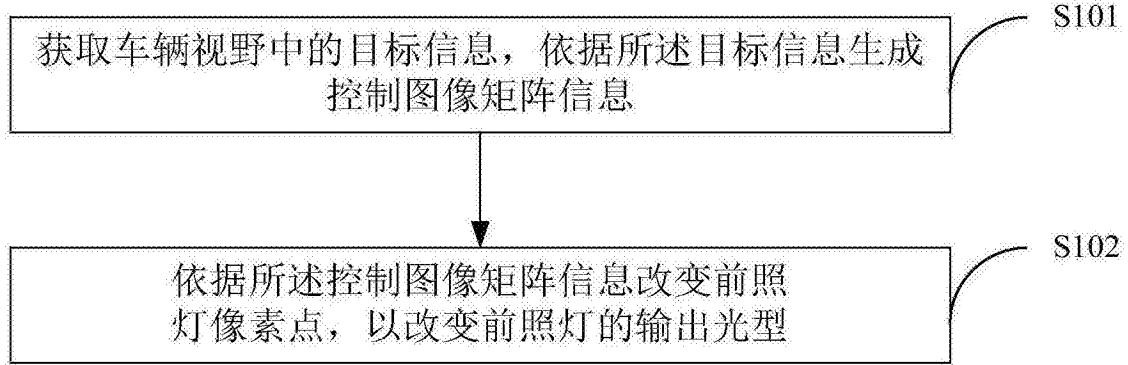 S101
获取车辆视野中的目标信息，依据所述目标信息生成
控制图像矩阵信息
S102
依据所述控制图像矩阵信息改变前照
灯像素点，以改变前照灯的输出光型